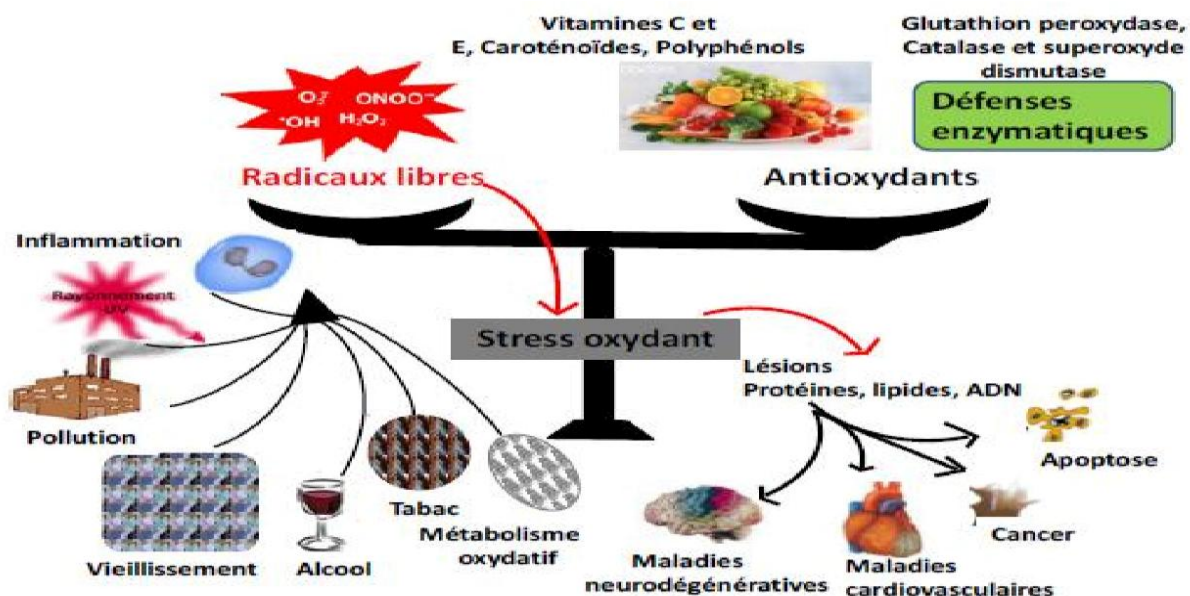 Vitamines C et
E, Caroténoïdes, Polyphénols
Glutathion peroxydase,
Catalase et superoxyde
dismutase
Défenses
enzymatiques
ONOO⁻
•OH H₂O₂
Radicaux libres
Antioxydants
Inflammation
Rayonnement
UV
Stress oxydant
Lésions
Protéines, lipides, ADN
Pollution
Apoptose
Tabac
Cancer
Métabolisme
oxydatif
Vieillissement
Alcool
Maladies
neurodégénératives
Maladies
cardiovasculaires